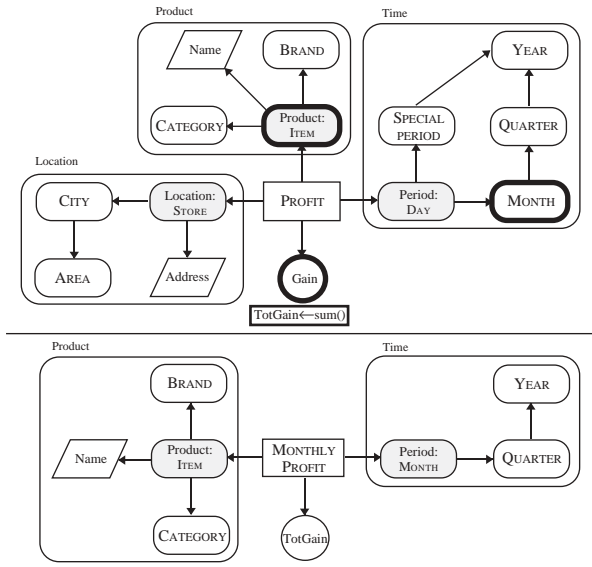 Product
Time
Name
BRAND
YEAR
CATEGORY
Product:
ITEM
SPECIAL
PERIOD
QUARTER
Location
CITY
Location:
STORE
PROFIT
Period:
DAY
MONTH
AREA
Address
Gain
TotGain←sum()
Product
Time
BRAND
YEAR
Name
Product:
ITEM
MONTHLY
PROFIT
Period:
MONTH
QUARTER
CATEGORY
TotGain